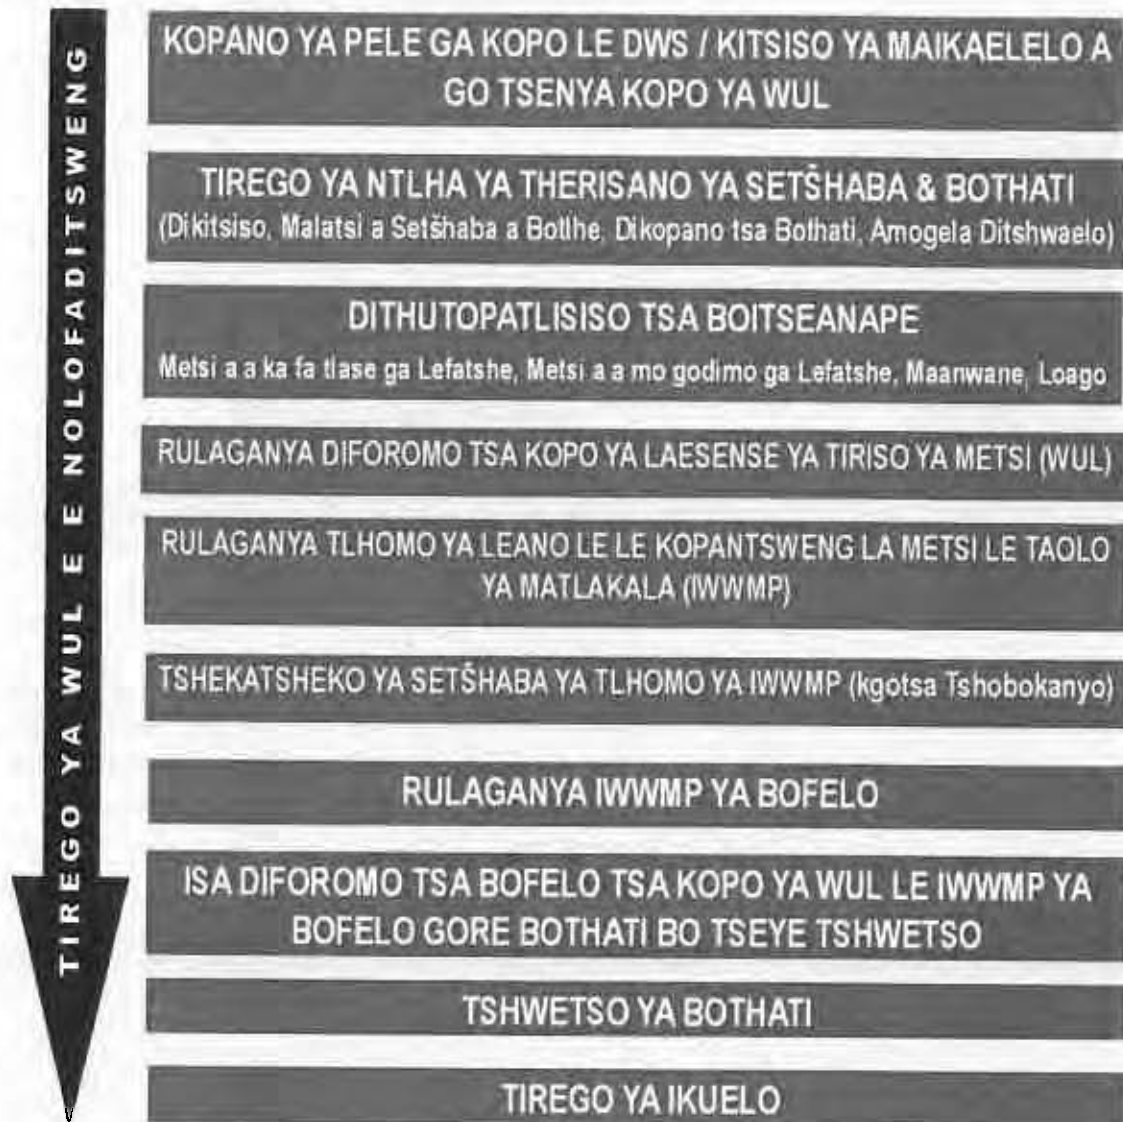 TIREGO YA WULE E NOLOFADITSWENG
KOPANO YA PELE GA KOPO LE DWS / KITSISO YA MAIKAELELO A
GO TSENYA KOPO YA WUL
TIREGO YA NTLHA YA THERISANO YA SETŠHABA & BOTHATI
(Dikitsiso, Malatsi a Setšhaba a Botlhe, Dikopano tsa Bothati, Amogela Ditshwaelo)
DITHUTOPATLISISO TSA BOITSEANAPE
Metsi a a ka fa tlase ga Lefatshe, Metsi a a mo godimo ga Lefatshe, Maanwane, Loago
RULAGANYA DIFOROMO TSA KOPO YA LAESENSE YA TIRISO YA METSI (WUL)
RULAGANYA TLHOMO YA LEANO LE LE KOPANTSWENG LA METSI LE TAOLO
YA MATLAKALA (IWWMP)
TSHEKATSHEKO YA SETŠHABA YA TLHOMO YA IWWMP (kgotsa Tshobokanyo)
RULAGANYA IWWMP YA BOFELO
ISA DIFOROMO TSA BOFELO TSA KOPO YA WUL LE IWWMP YA
BOFELO GORE BOTHATI BO TSEYE TSHWETSO
TSHWETSO YA BOTHATI
TIREGO YA IKUELO